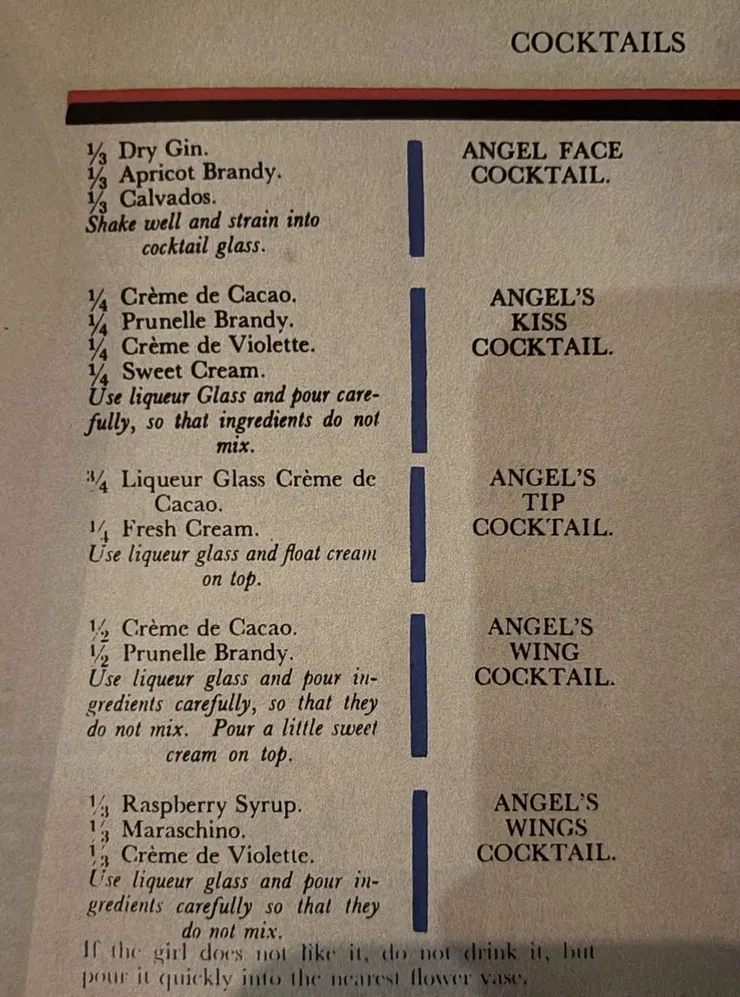 COCKTAILS
⅓ Dry Gin.
⅓ Apricot Brandy.
⅓ Calvados.
Shake well and strain into
cocktail glass.
ANGEL FACE
COCKTAIL.
¼ Crème de Cacao.
¼ Prunelle Brandy.
¼ Crème de Violette.
¼ Sweet Cream.
Use liqueur Glass and pour care-
fully, so that ingredients do not
mix.
ANGEL'S
KISS
COCKTAIL.
¾ Liqueur Glass Crème de
Cacao.
¼ Fresh Cream.
Use liqueur glass and float cream
on top.
ANGEL'S
TIP
COCKTAIL.
½ Crème de Cacao.
½ Prunelle Brandy.
Use liqueur glass and pour in-
gredients carefully, so that they
do not mix. Pour a little sweet
cream on top.
ANGEL'S
WING
COCKTAIL.
⅓ Raspberry Syrup.
⅓ Maraschino.
⅓ Crème de Violette.
Use liqueur glass and pour in-
gredients carefully so that they
do not mix.
ANGEL'S
WINGS
COCKTAIL.
If the girl does not like it, do not drink it, but
pour it quickly into the nearest flower vase.